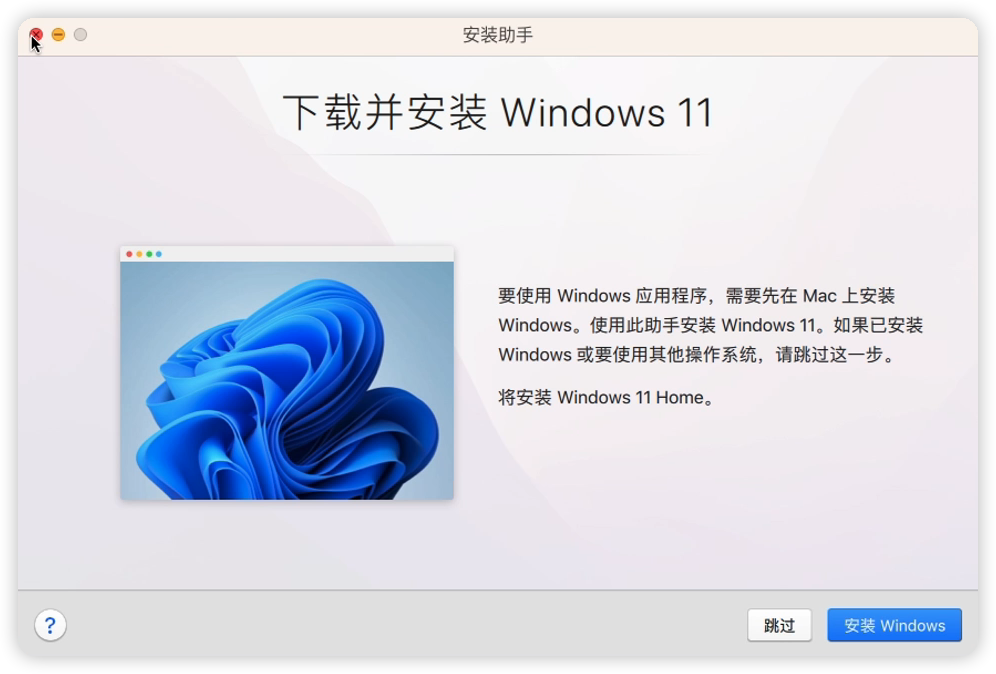 安装助手
下载并安装 Windows 11
要使用 Windows 应用程序，需要先在 Mac 上安装
Windows。使用此助手安装 Windows 11。如果已安装
Windows 或要使用其他操作系统，请跳过这一步。
将安装 Windows 11 Home。
?
跳过
安装 Windows